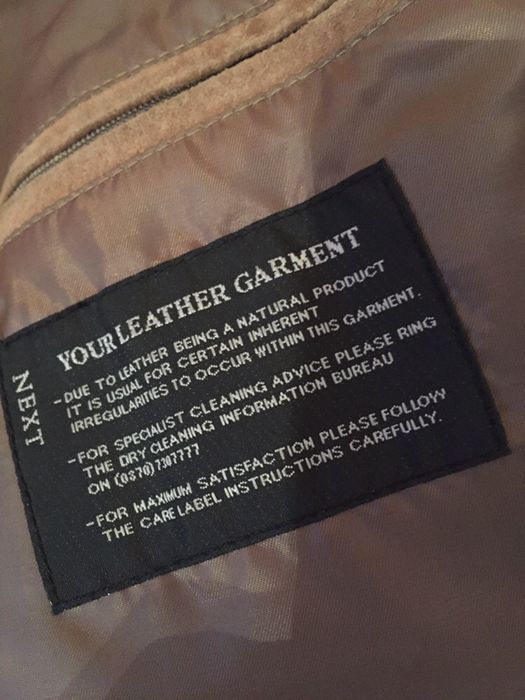 YOUR LEATHER GARMENT
-DUE TO LEATHER BEING A NATURAL PRODUCT
IT IS USUAL FOR CERTAIN INHERENT
IRREGULARITIES TO OCCUR WITHIN THIS GARMENT.
-FOR SPECIALIST CLEANING ADVICE PLEASE RING
THE DRY CLEANING INFORMATION BUREAU
ON (0870)7307777
-FOR MAXIMUM SATISFACTION PLEASE FOLLOW
THE CARE LABEL INSTRUCTIONS CAREFULLY.
NEXT